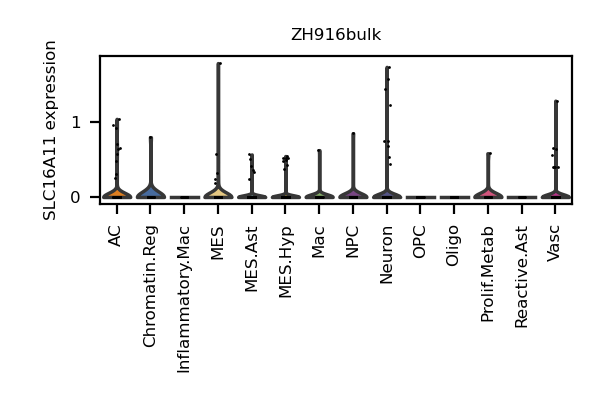 ZH916bulk
SLC16A11 expression
1
0
AC
Chromatin.Reg
Inflammatory.Mac
MES
MES.Ast
MES.Hyp
Mac
NPC
Neuron
OPC
Oligo
Prolif.Metab
Reactive.Ast
Vasc